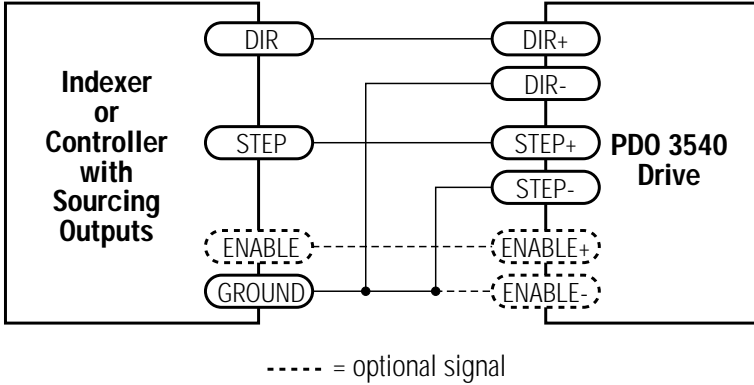 Indexer
or
Controller
with
Sourcing
Outputs
DIR
STEP
ENABLE
GROUND
DIR+
DIR-
STEP+
STEP-
ENABLE+
ENABLE-
PDO 3540
Drive
= optional signal